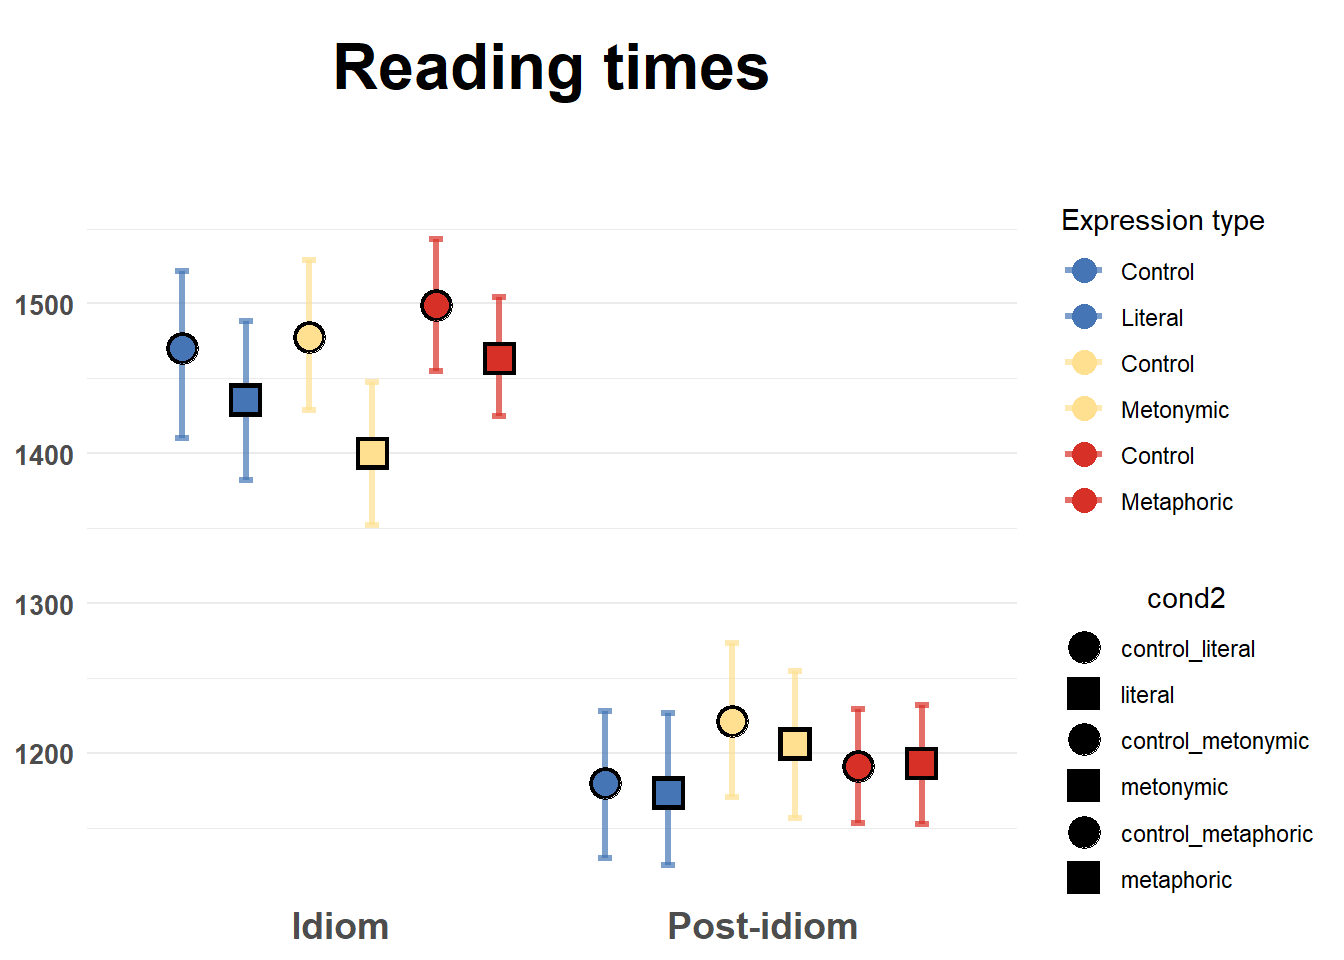 Reading times
1500
1400
1300
1200
Idiom
Post-idiom
Expression type
Control
Literal
Control
Metonymic
Control
Metaphoric
cond2
control_literal
literal
control_metonymic
metonymic
control_metaphoric
metaphoric